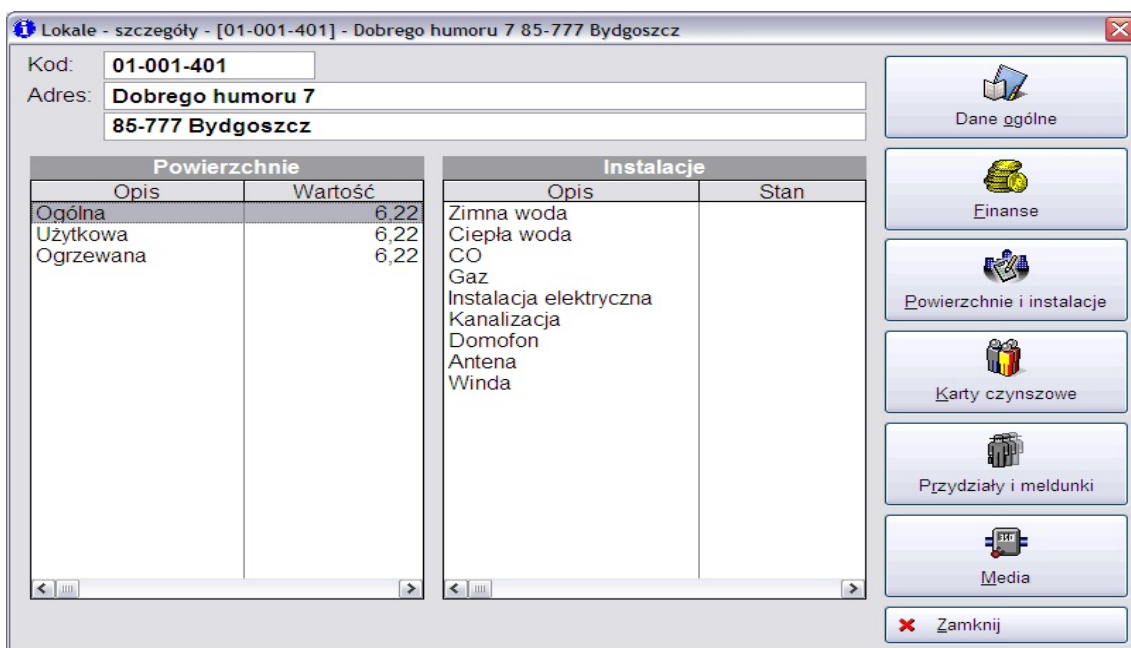 Lokale - szczegóły - [01-001-401] - Dobrego humoru 7 85-777 Bydgoszcz
Kod: 01-001-401
Adres: Dobrego humoru 7
85-777 Bydgoszcz
Powierzchnie
Opis Wartość
Ogólna 6,22
Użytkowa 6,22
Ogrzewana 6,22
Instalacje
Opis Stan
Zimna woda
Ciepła woda
CO
Gaz
Instalacja elektryczna
Kanalizacja
Domofon
Antena
Winda
Dane ogólne
Finanse
Powierzchnie i instalacje
Karty czynszowe
Przydziały i meldunki
Media
Zamknij